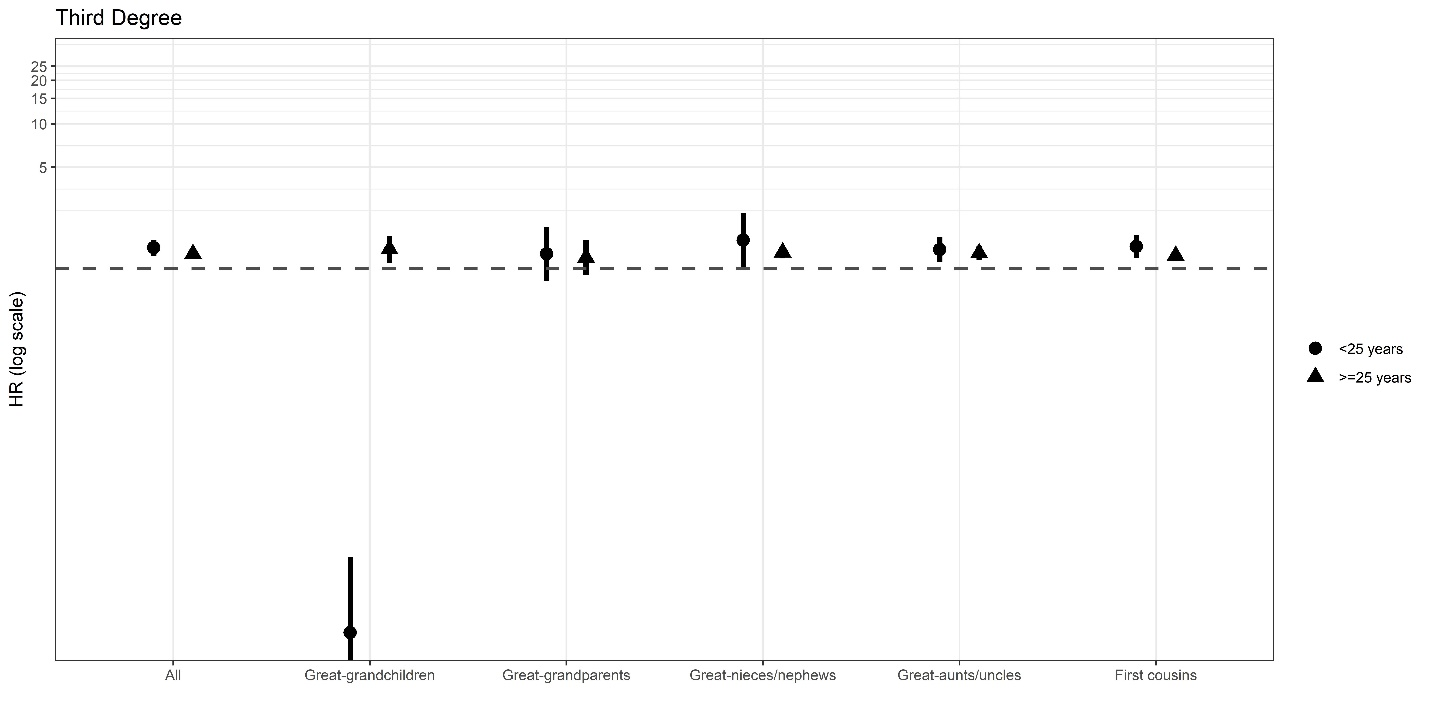 Third Degree
25
20
15
10
5
HR (log scale)
<25 years
>=25 years
All
Great-grandchildren
Great-grandparents
Great-nieces/nephews
Great-aunts/uncles
First cousins